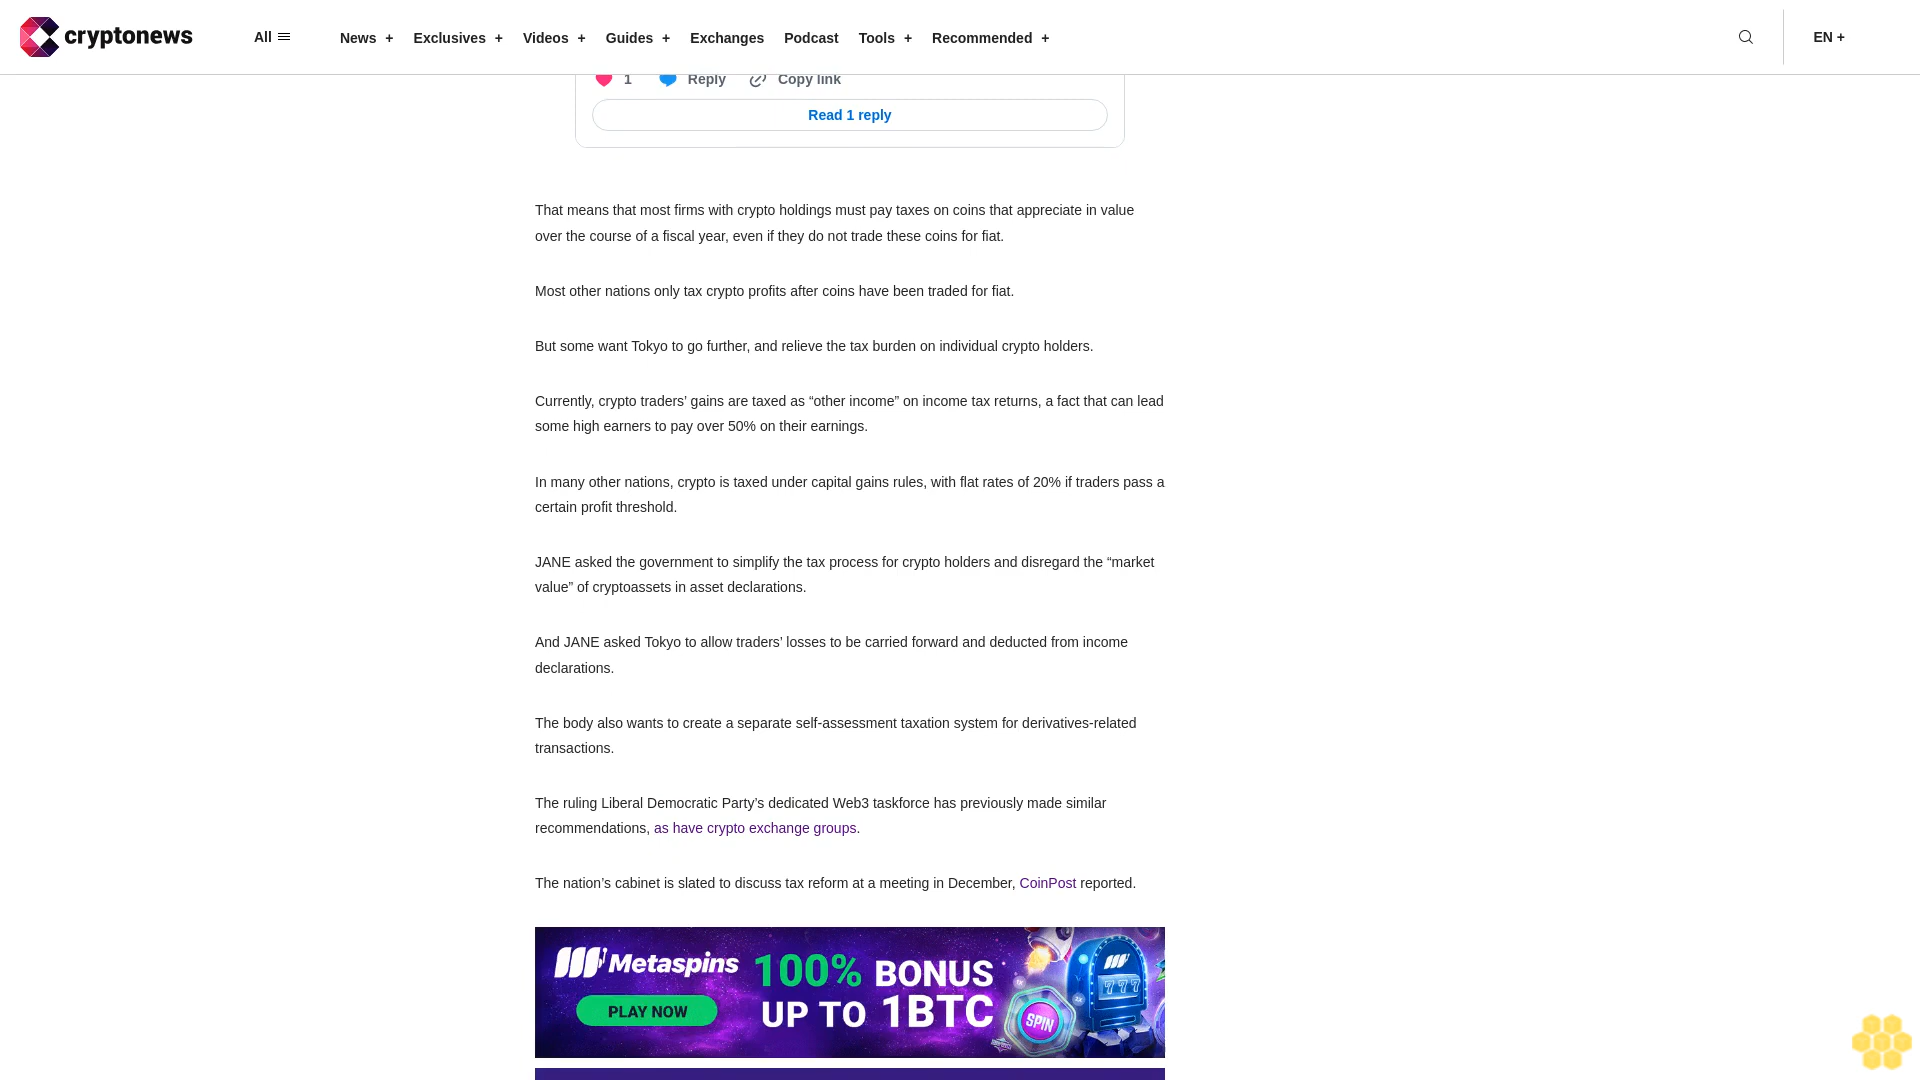 cryptonews
All
News +
Exclusives +
Videos +
Guides +
Exchanges
Podcast
Tools +
Recommended +
EN +
1 Reply Copy link
Read 1 reply
That means that most firms with crypto holdings must pay taxes on coins that appreciate in value
over the course of a fiscal year, even if they do not trade these coins for fiat.
Most other nations only tax crypto profits after coins have been traded for fiat.
But some want Tokyo to go further, and relieve the tax burden on individual crypto holders.
Currently, crypto traders’ gains are taxed as “other income” on income tax returns, a fact that can lead
some high earners to pay over 50% on their earnings.
In many other nations, crypto is taxed under capital gains rules, with flat rates of 20% if traders pass a
certain profit threshold.
JANE asked the government to simplify the tax process for crypto holders and disregard the “market
value” of cryptoassets in asset declarations.
And JANE asked Tokyo to allow traders’ losses to be carried forward and deducted from income
declarations.
The body also wants to create a separate self-assessment taxation system for derivatives-related
transactions.
The ruling Liberal Democratic Party’s dedicated Web3 taskforce has previously made similar
recommendations, as have crypto exchange groups.
The nation’s cabinet is slated to discuss tax reform at a meeting in December, CoinPost reported.
Metaspins
PLAY NOW
100% BONUS
UP TO 1BTC
777
SPIN